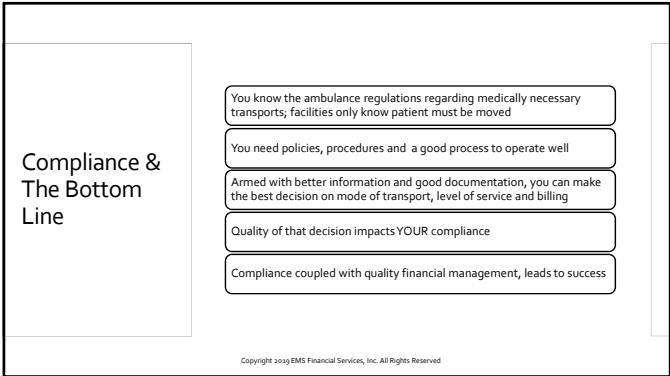 Compliance &
The Bottom
Line
You know the ambulance regulations regarding medically necessary
transports; facilities only know patient must be moved
You need policies, procedures and a good process to operate well
Armed with better information and good documentation, you can make
the best decision on mode of transport, level of service and billing
Quality of that decision impacts YOUR compliance
Compliance coupled with quality financial management, leads to success
Copyright 2019 EMS Financial Services, Inc. All Rights Reserved